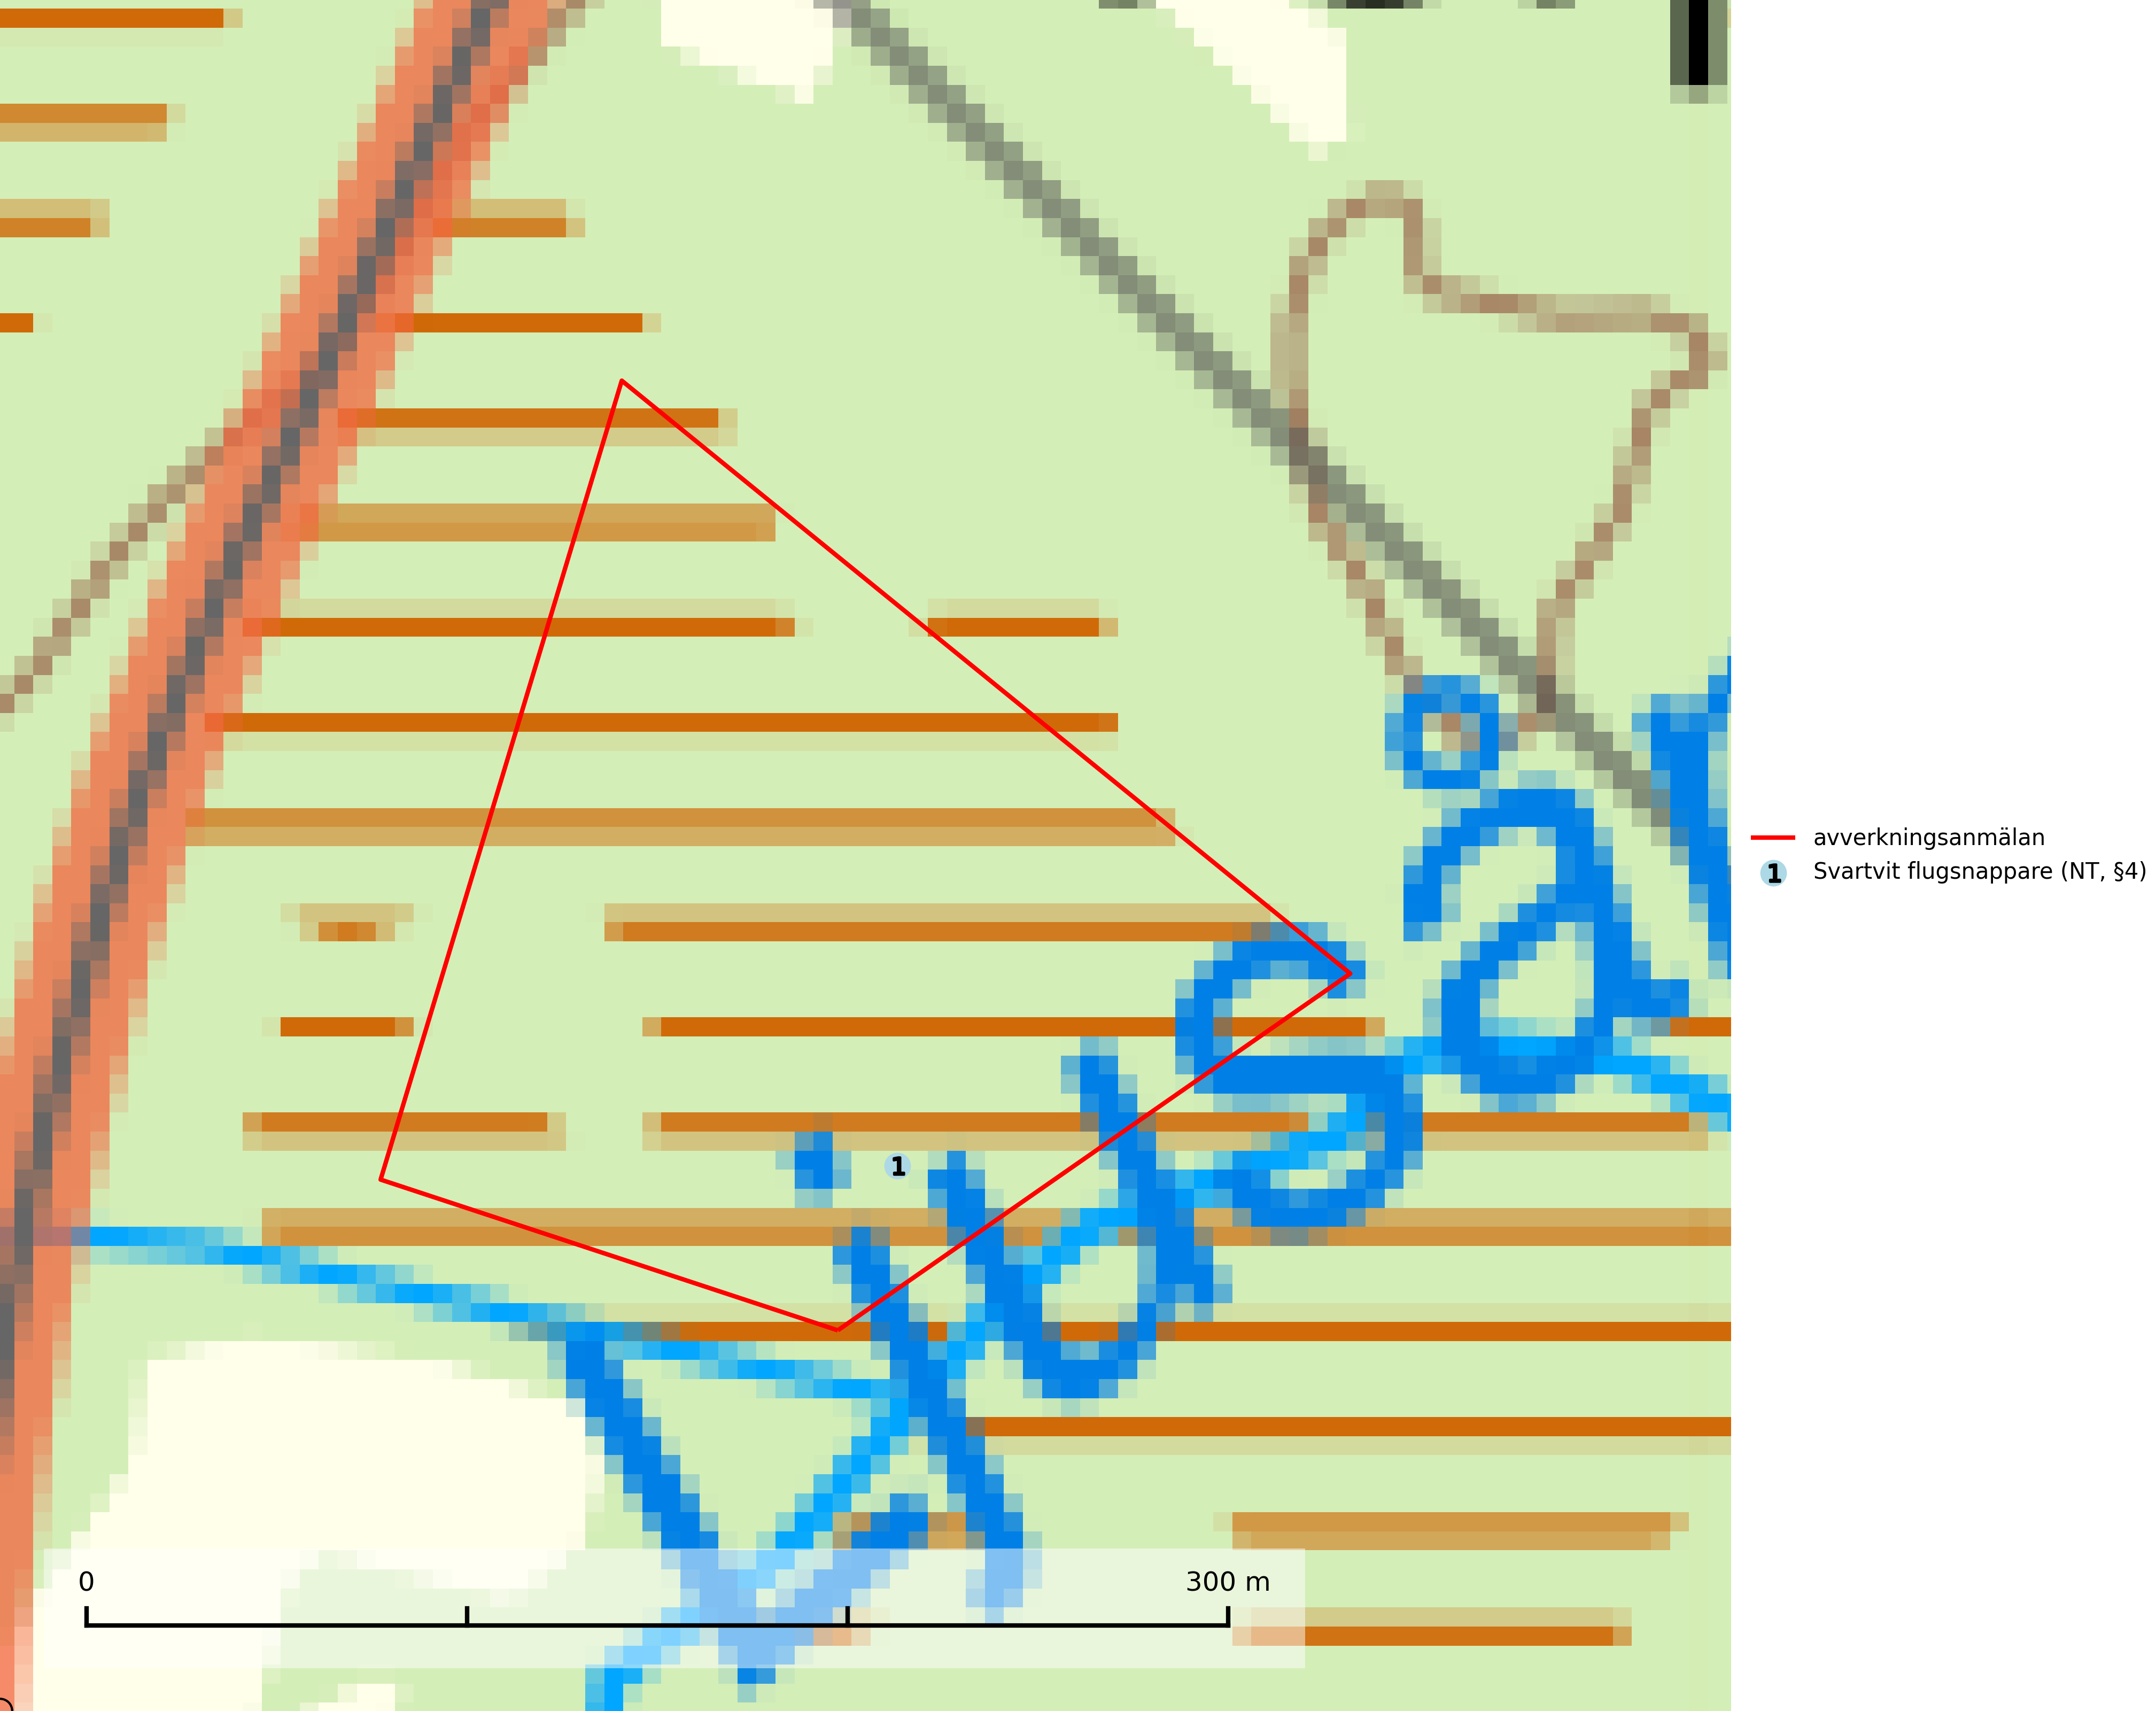 avverkningsanmälan
1 Svartvit flugsnappare (NT, §4)
1
0 300 m